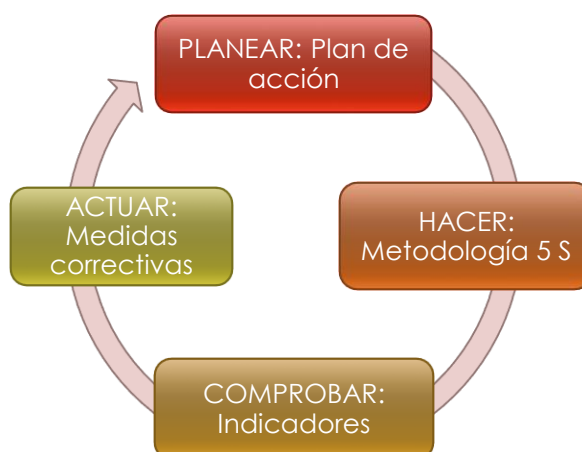 PLANEAR: Plan de
acción
HACER:
Metodología 5 S
COMPROBAR:
Indicadores
ACTUAR:
Medidas
correctivas